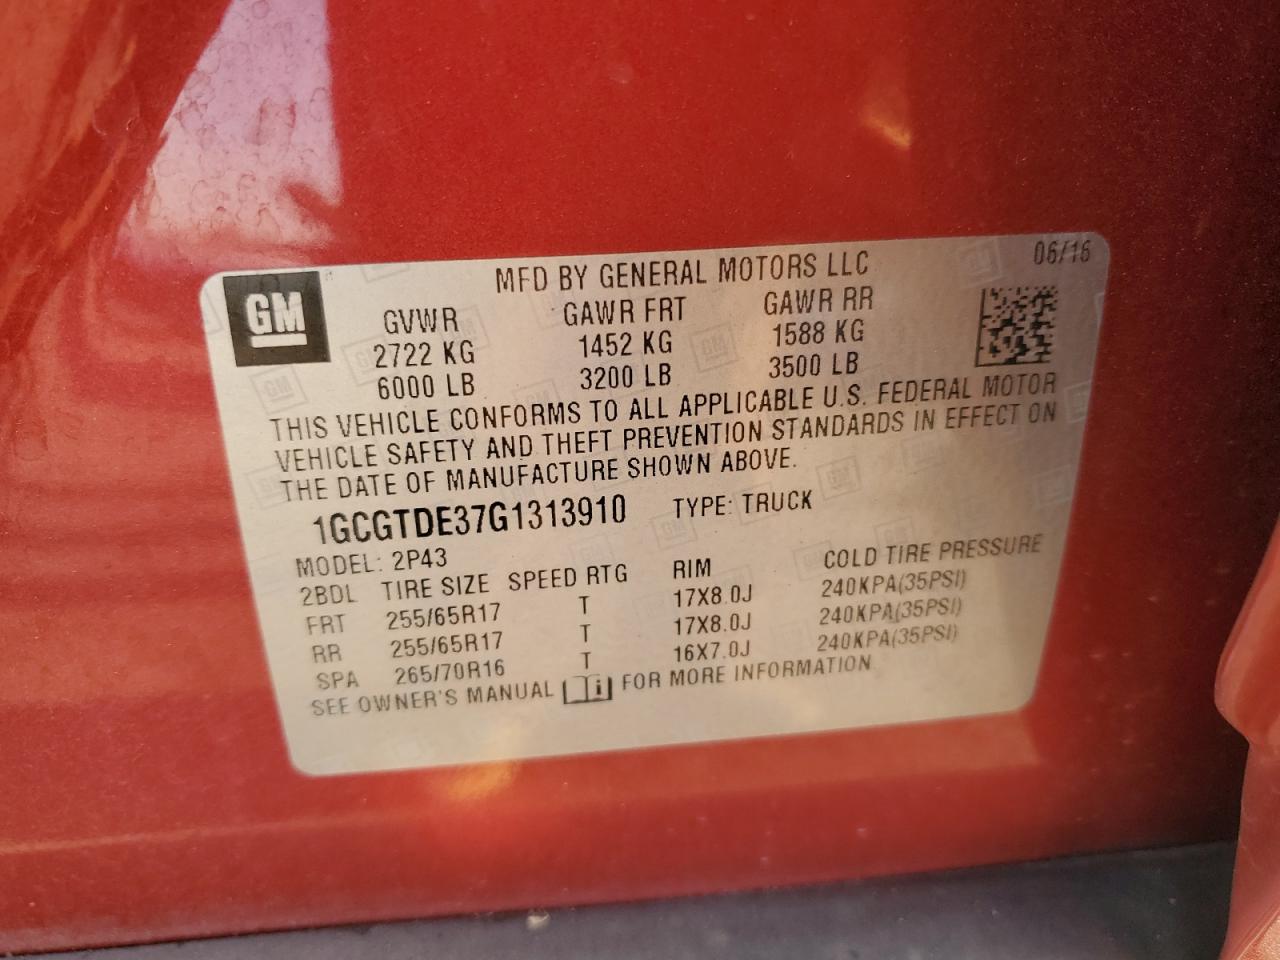 MFD BY GENERAL MOTORS LLC 06/16
GM
GVWR GAWR FRT GAWR RR
2722 KG 1452 KG 1588 KG
6000 LB 3200 LB 3500 LB
THIS VEHICLE CONFORMS TO ALL APPLICABLE U.S. FEDERAL MOTOR
VEHICLE SAFETY AND THEFT PREVENTION STANDARDS IN EFFECT ON
THE DATE OF MANUFACTURE SHOWN ABOVE.
1GCGTDE37G1313910 TYPE: TRUCK
MODEL: 2P43
2BDL TIRE SIZE SPEED RTG RIM COLD TIRE PRESSURE
FRT 255/65R17 T 17X8.0J 240KPA(35PSI)
RR 255/65R17 T 17X8.0J 240KPA(35PSI)
SPA 265/70R16 T 16X7.0J 240KPA(35PSI)
SEE OWNER'S MANUAL i FOR MORE INFORMATION